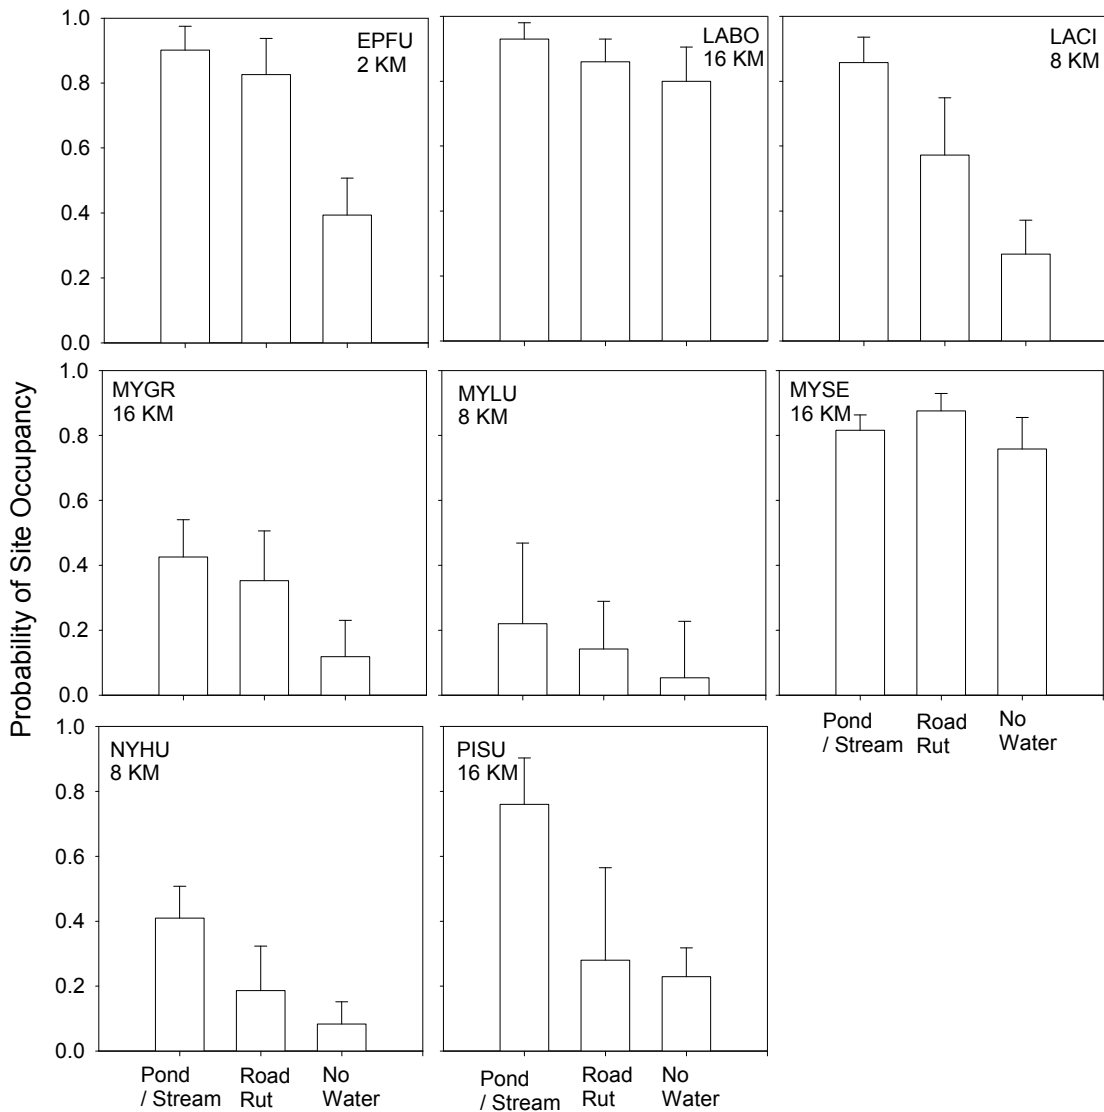 Probability of Site Occupancy
1.0
0.8
0.6
0.4
0.2
0.0
EPFU
2 KM
LABO
16 KM
LACI
8 KM
1.0
0.8
0.6
0.4
0.2
0.0
MYGR
16 KM
MYLU
8 KM
MYSE
16 KM
Pond
/ Stream
Road
Rut
No
Water
1.0
0.8
0.6
0.4
0.2
0.0
NYHU
8 KM
PISU
16 KM
Pond
/ Stream
Road
Rut
No
Water
Pond
/ Stream
Road
Rut
No
Water